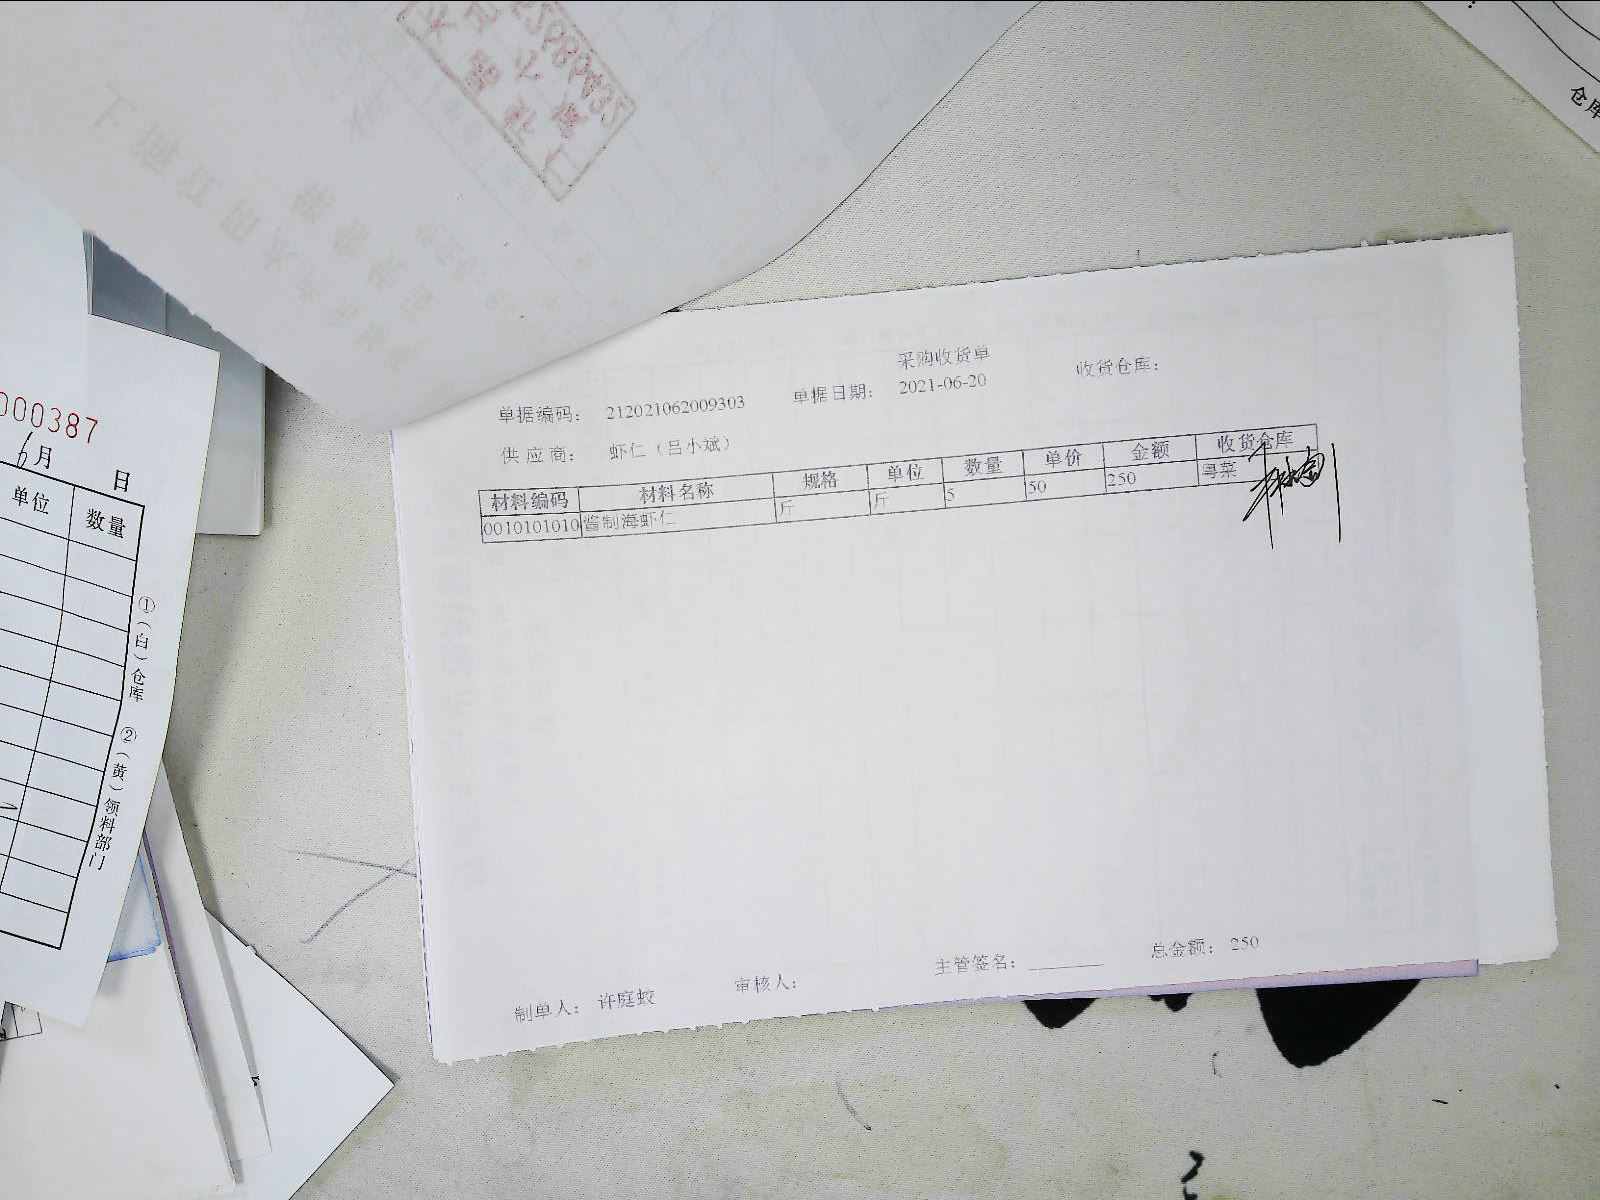 采购收货单
单据编码: 212021062009303 单据日期: 2021-06-20 收货仓库:
供应商: 虾仁（吕小斌）
材料编码 材料名称 规格 单位 数量 单价 金额 收货仓库
0010101010 酱制海虾仁 斤 斤 5 50 250 粤菜
制单人: 许庭蛟 审核人: 主管签名: 总金额: 250
000387
6月 日
单位 数量
①（白）仓库 ②（黄）领料部门
仓库